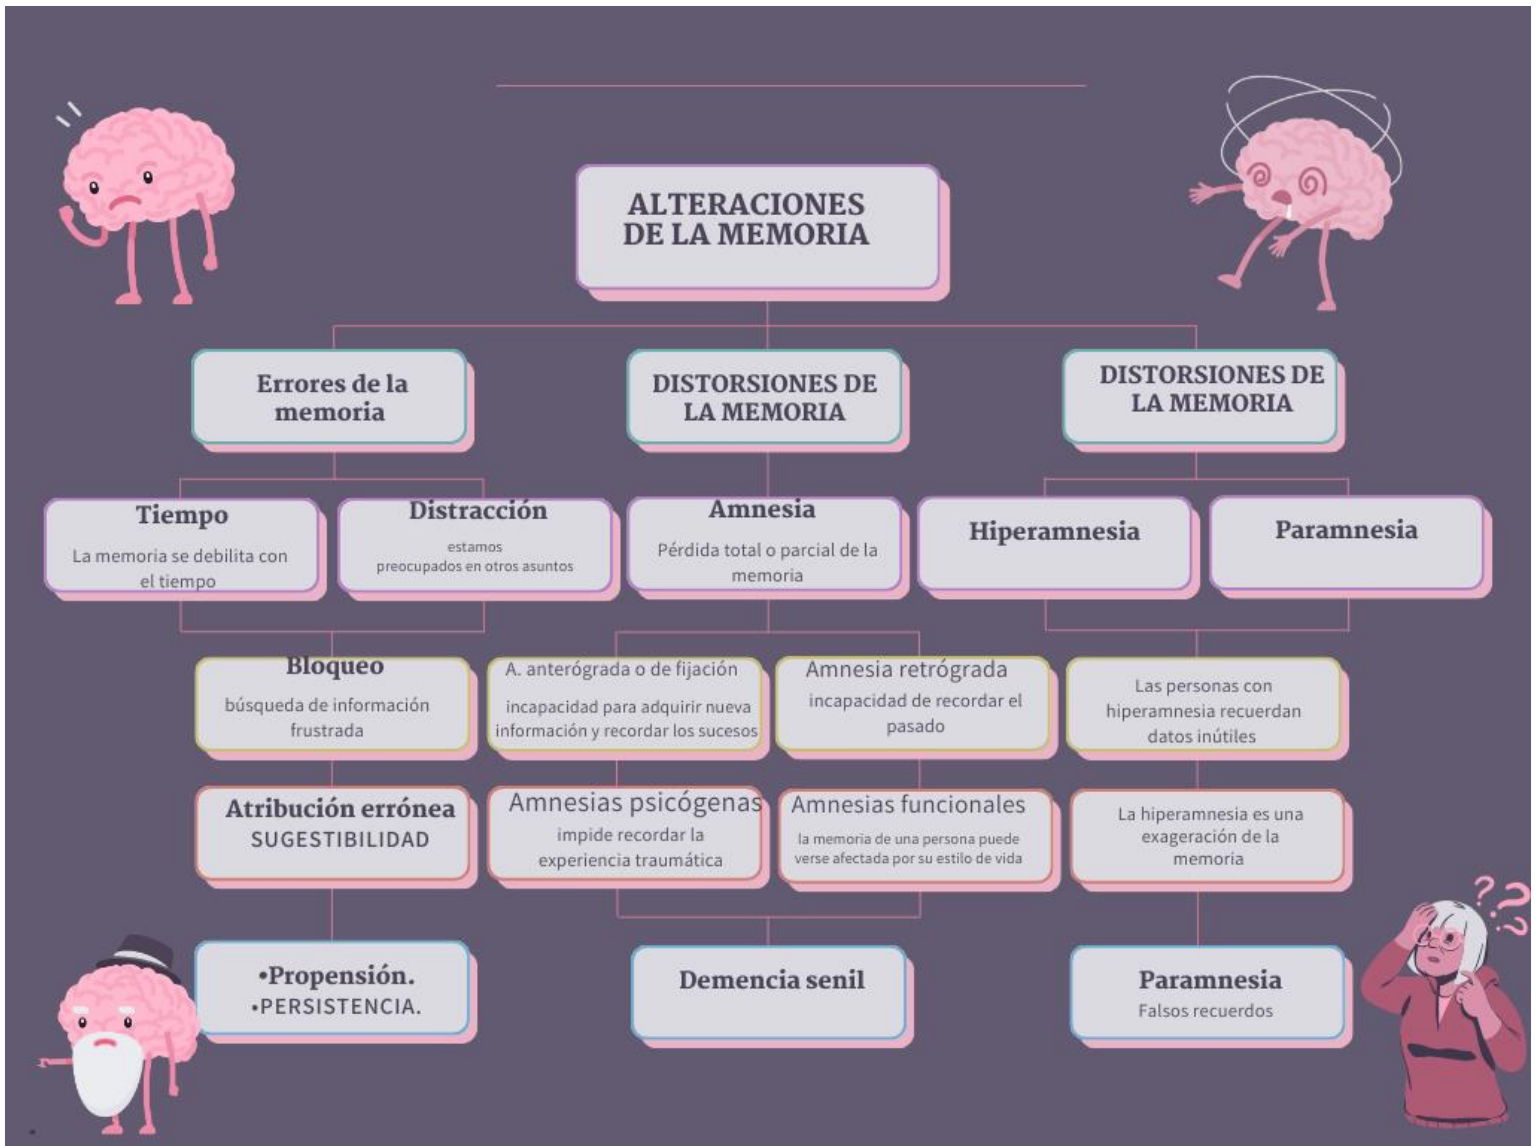 ALTERACIONES
DE LA MEMORIA
Errores de la
memoria
DISTORSIONES DE
LA MEMORIA
DISTORSIONES DE
LA MEMORIA
Tiempo
La memoria se debilita con
el tiempo
Distracción
estamos
preocupados en otros asuntos
Amnesia
Pérdida total o parcial de la
memoria
Hiperamnesia
Paramnesia
Bloqueo
búsqueda de información
frustrada
A. anterógrada o de fijación
incapacidad para adquirir nueva
información y recordar los sucesos
Amnesia retrógrada
incapacidad de recordar el
pasado
Las personas con
hiperamnesia recuerdan
datos inútiles
Atribución errónea
SUGESTIBILIDAD
Amnesias psicógenas
impide recordar la
experiencia traumática
Amnesias funcionales
la memoria de una persona puede
verse afectada por su estilo de vida
La hiperamnesia es una
exageración de la
memoria
•Propensión.
•PERSISTENCIA.
Demencia senil
Paramnesia
Falsos recuerdos
???